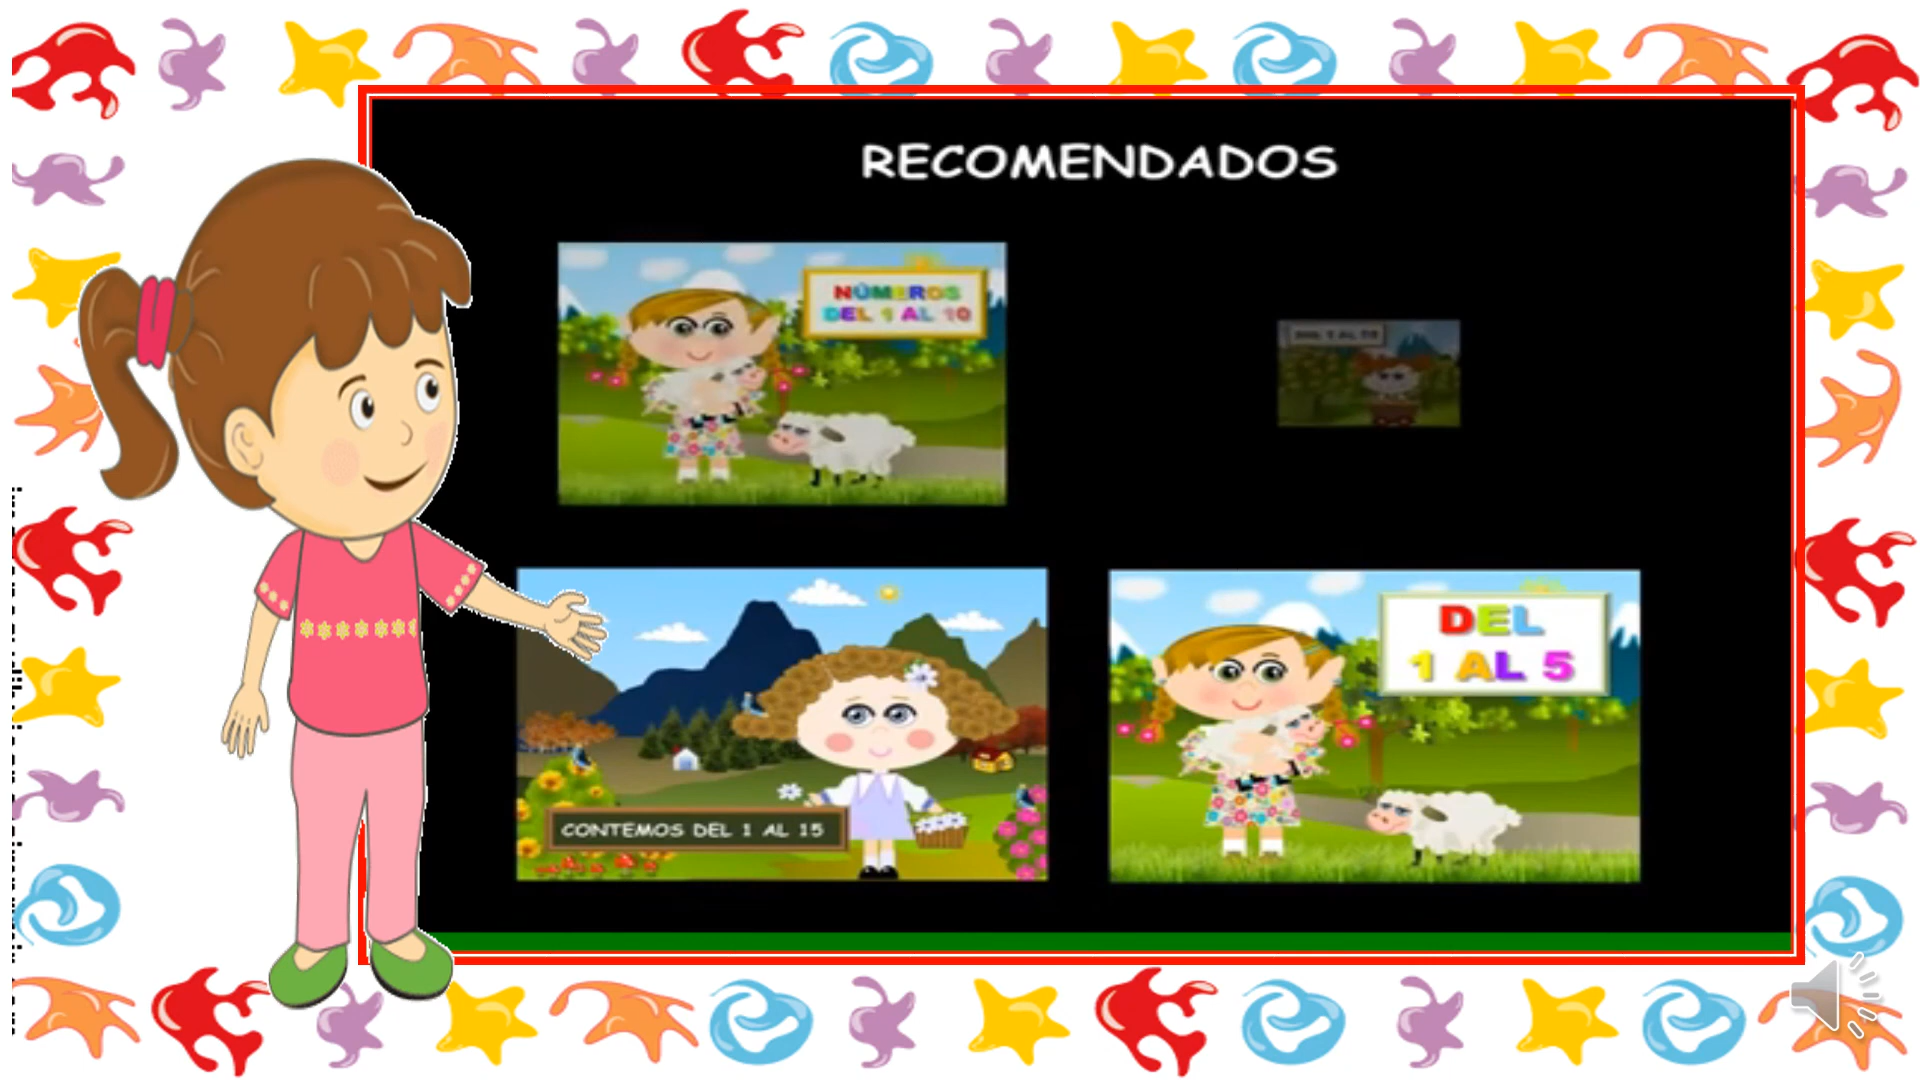 RECOMENDADOS
NÚMEROS
DEL 1 AL 10
CONTEMOS DEL 1 AL 15
DEL
1 AL 5